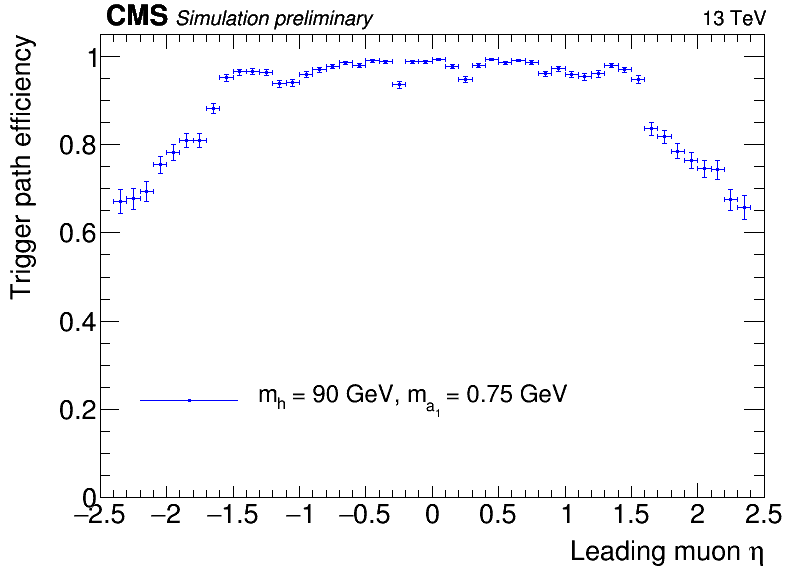 CMS Simulation preliminary 13 TeV
Trigger path efficiency
1
0.8
0.6
0.4
0.2
0
m_h = 90 GeV, m_a_1 = 0.75 GeV
−2.5 −2 −1.5 −1 −0.5 0 0.5 1 1.5 2 2.5
Leading muon η